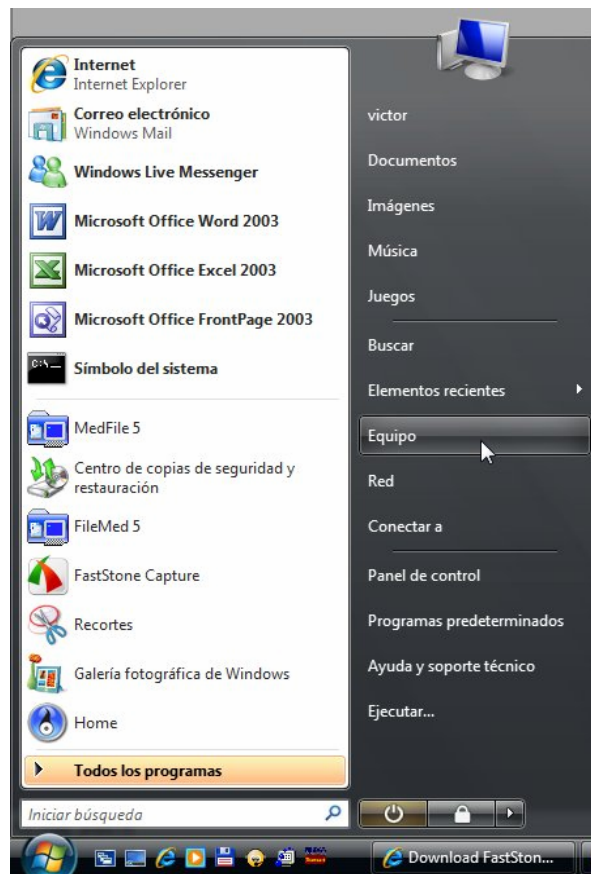 Internet
Internet Explorer
Correo electrónico
Windows Mail
Windows Live Messenger
Microsoft Office Word 2003
Microsoft Office Excel 2003
Microsoft Office FrontPage 2003
C:\
Símbolo del sistema
MedFile 5
Centro de copias de seguridad y
restauración
FileMed 5
FastStone Capture
Recortes
Galería fotográfica de Windows
Home
Todos los programas
Iniciar búsqueda
victor
Documentos
Imágenes
Música
Juegos
Buscar
Elementos recientes
Equipo
Red
Conectar a
Panel de control
Programas predeterminados
Ayuda y soporte técnico
Ejecutar...
Download FastSton...